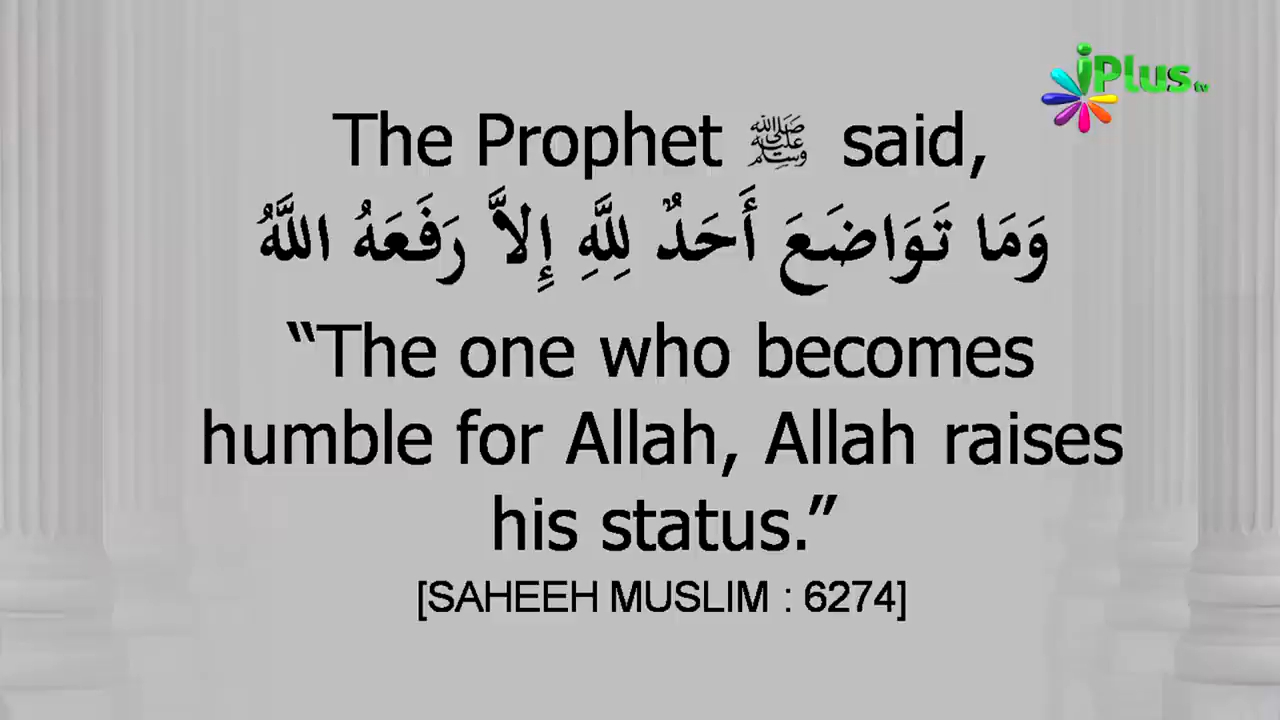 iPlus tv
The Prophet ﷺ said,
وَمَا تَوَاضَعَ أَحَدٌ لِلَّهِ إِلاَّ رَفَعَهُ اللَّهُ
“The one who becomes
humble for Allah, Allah raises
his status.”
[SAHEEH MUSLIM : 6274]